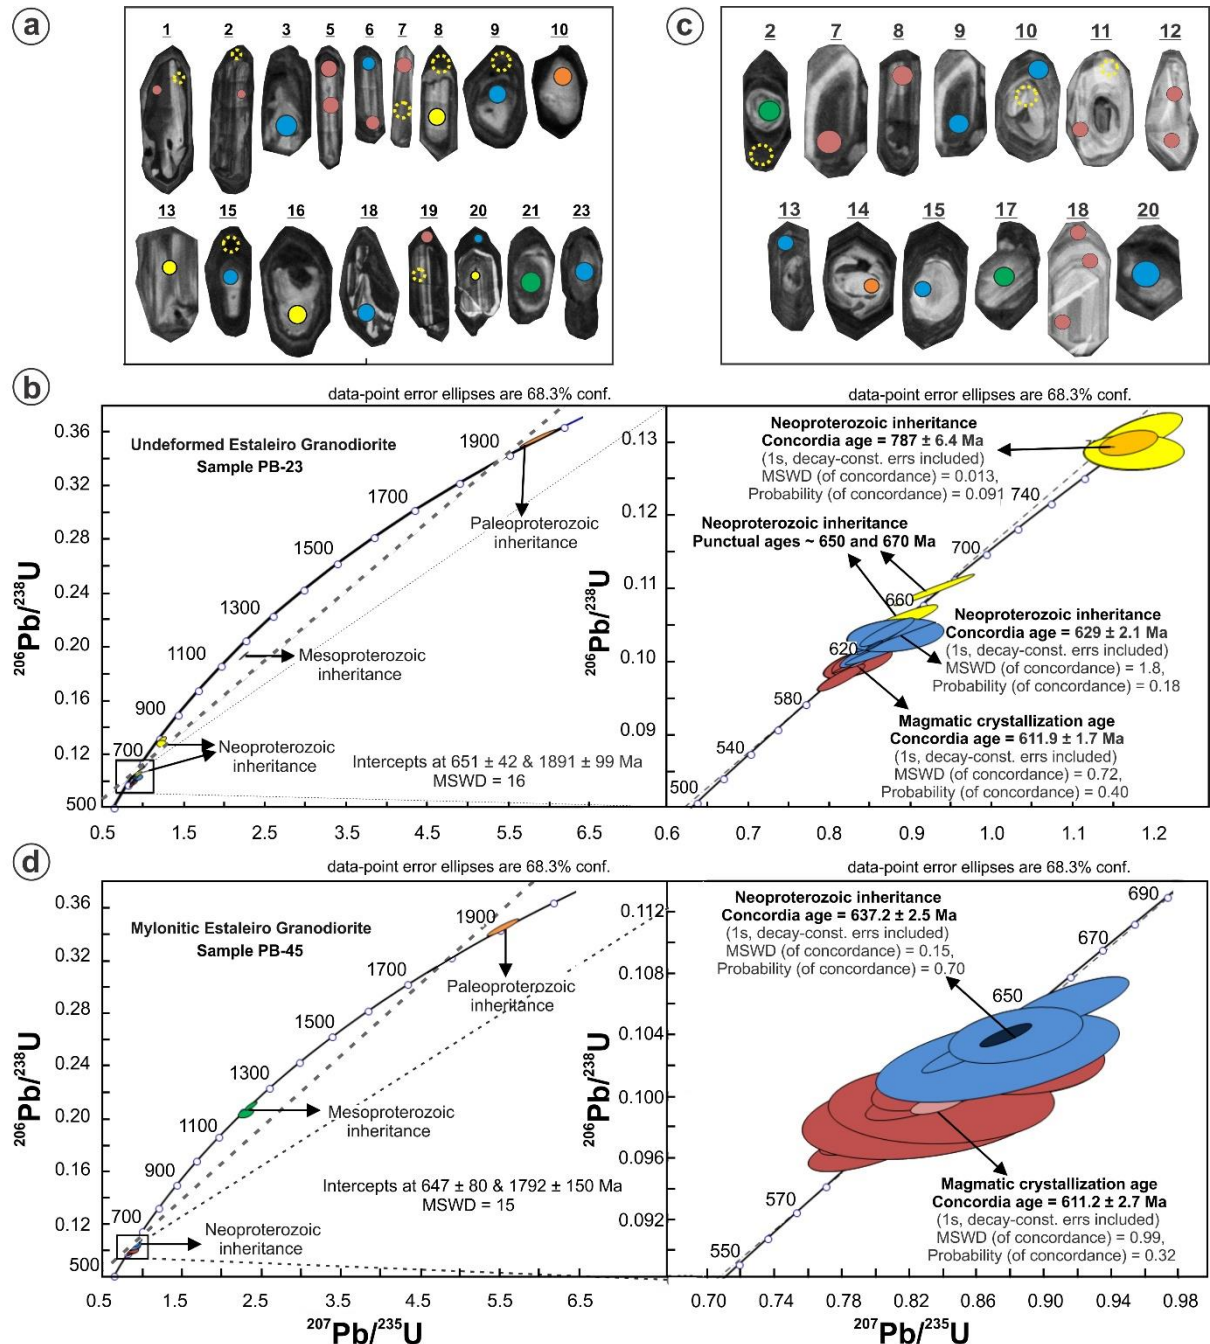 a
1 2 3 5 6 7 8 9 10
13 15 16 18 19 20 21 23
c
2 7 8 9 10 11 12
13 14 15 17 18 20
b
data-point error ellipses are 68.3% conf.
Undeformed Estaleiro Granodiorite
Sample PB-23
206Pb/238U
0.36
0.32
0.28
0.24
0.20
0.16
0.12
500
700
900
1100
1300
1500
1700
1900
Paleoproterozoic
inheritance
Mesoproterozoic
inheritance
Neoproterozoic
inheritance
Intercepts at 651 ± 42 & 1891 ± 99 Ma
MSWD = 16
0.5 1.5 2.5 3.5 4.5 5.5 6.5
data-point error ellipses are 68.3% conf.
206Pb/238U
0.13
0.12
0.11
0.10
0.09
Neoproterozoic inheritance
Concordia age = 787 ± 6.4 Ma
(1s, decay-const. errs included)
MSWD (of concordance) = 0.013,
Probability (of concordance) = 0.091
740
700
Neoproterozoic inheritance
Punctual ages ~ 650 and 670 Ma
660
620
580
540
500
Neoproterozoic inheritance
Concordia age = 629 ± 2.1 Ma
(1s, decay-const. errs included)
MSWD (of concordance) = 1.8,
Probability (of concordance) = 0.18
Magmatic crystallization age
Concordia age = 611.9 ± 1.7 Ma
(1s, decay-const. errs included)
MSWD (of concordance) = 0.72,
Probability (of concordance) = 0.40
0.6 0.7 0.8 0.9 1.0 1.1 1.2
d
data-point error ellipses are 68.3% conf.
Mylonitic Estaleiro Granodiorite
Sample PB-45
206Pb/238U
0.36
0.32
0.28
0.24
0.20
0.16
0.12
500
700
900
1100
1300
1500
1700
1900
Paleoproterozoic
inheritance
Mesoproterozoic
inheritance
Intercepts at 647 ± 80 & 1792 ± 150 Ma
MSWD = 15
Neoproterozoic
inheritance
0.5 1.5 2.5 3.5 4.5 5.5 6.5
207Pb/235U
data-point error ellipses are 68.3% conf.
206Pb/238U
0.112
0.108
0.104
0.100
0.096
0.092
Neoproterozoic inheritance
Concordia age = 637.2 ± 2.5 Ma
(1s, decay-const. errs included)
MSWD (of concordance) = 0.15,
Probability (of concordance) = 0.70
690
670
650
570
550
Magmatic crystallization age
Concordia age = 611.2 ± 2.7 Ma
(1s, decay-const. errs included)
MSWD (of concordance) = 0.99,
Probability (of concordance) = 0.32
0.70 0.74 0.78 0.82 0.86 0.90 0.94 0.98
207Pb/235U